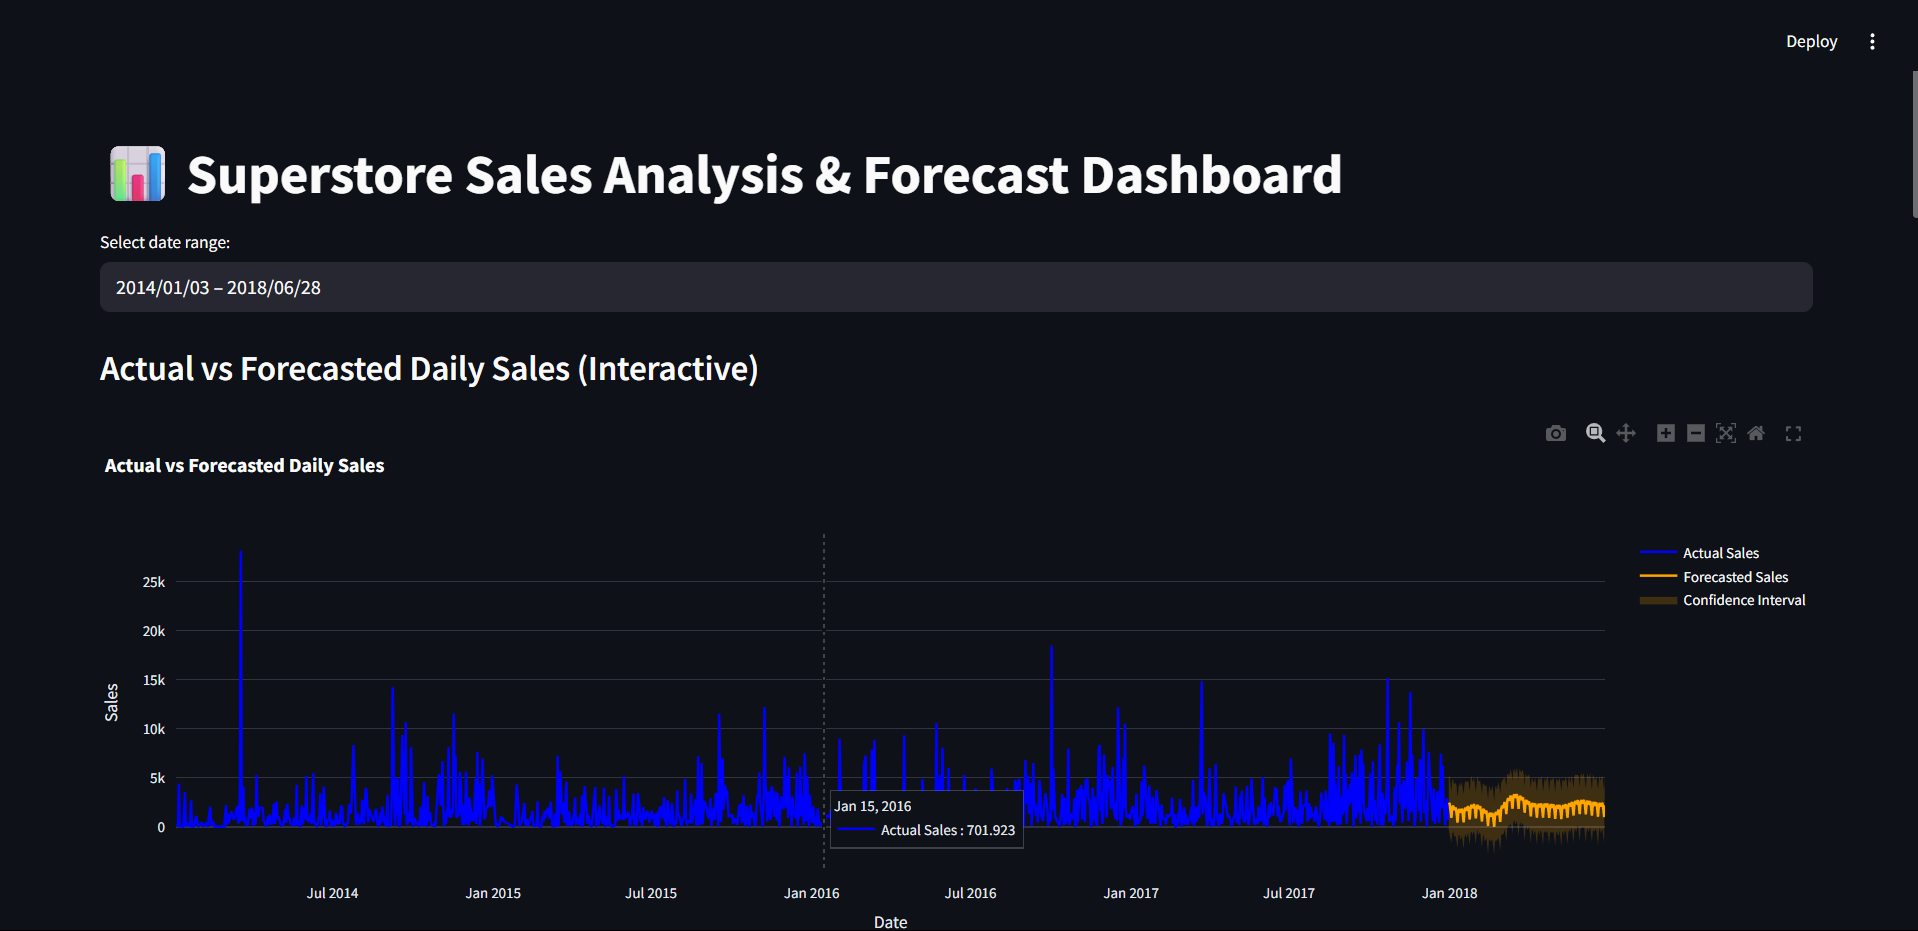 Deploy
Superstore Sales Analysis & Forecast Dashboard
Select date range:
2014/01/03 – 2018/06/28
Actual vs Forecasted Daily Sales (Interactive)
Actual vs Forecasted Daily Sales
Actual Sales
Forecasted Sales
Confidence Interval
25k
20k
15k
10k
5k
0
Sales
Jan 15, 2016
Actual Sales : 701.923
Jul 2014
Jan 2015
Jul 2015
Jan 2016
Jul 2016
Jan 2017
Jul 2017
Jan 2018
Date